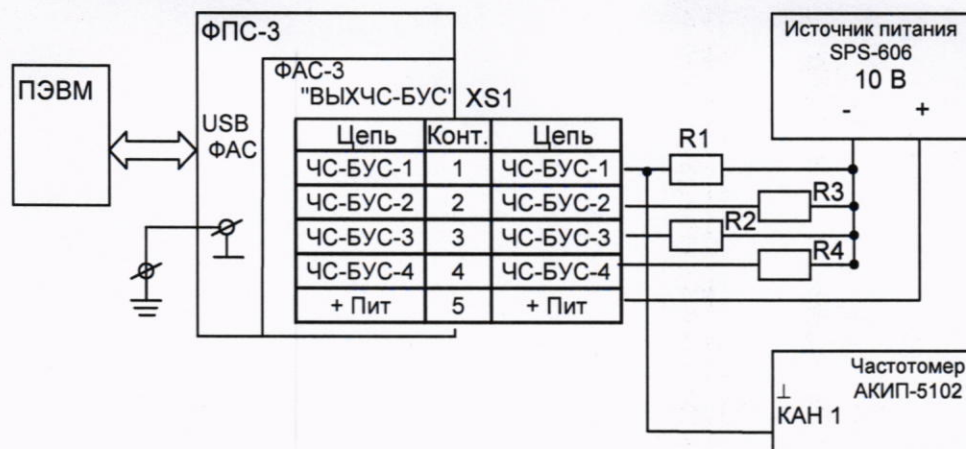 ФПС-3
Источник питания
SPS-606
10 В
- +
ФАС-3
"ВЫХЧС-БУС" XS1
ПЭВМ
USB
ФАС
Цепь Конт. Цепь
ЧС-БУС-1 1 ЧС-БУС-1
ЧС-БУС-2 2 ЧС-БУС-2
ЧС-БУС-3 3 ЧС-БУС-3
ЧС-БУС-4 4 ЧС-БУС-4
+ Пит 5 + Пит
R1
R3
R2
R4
Частотомер
АКИП-5102
⊥
КАН 1